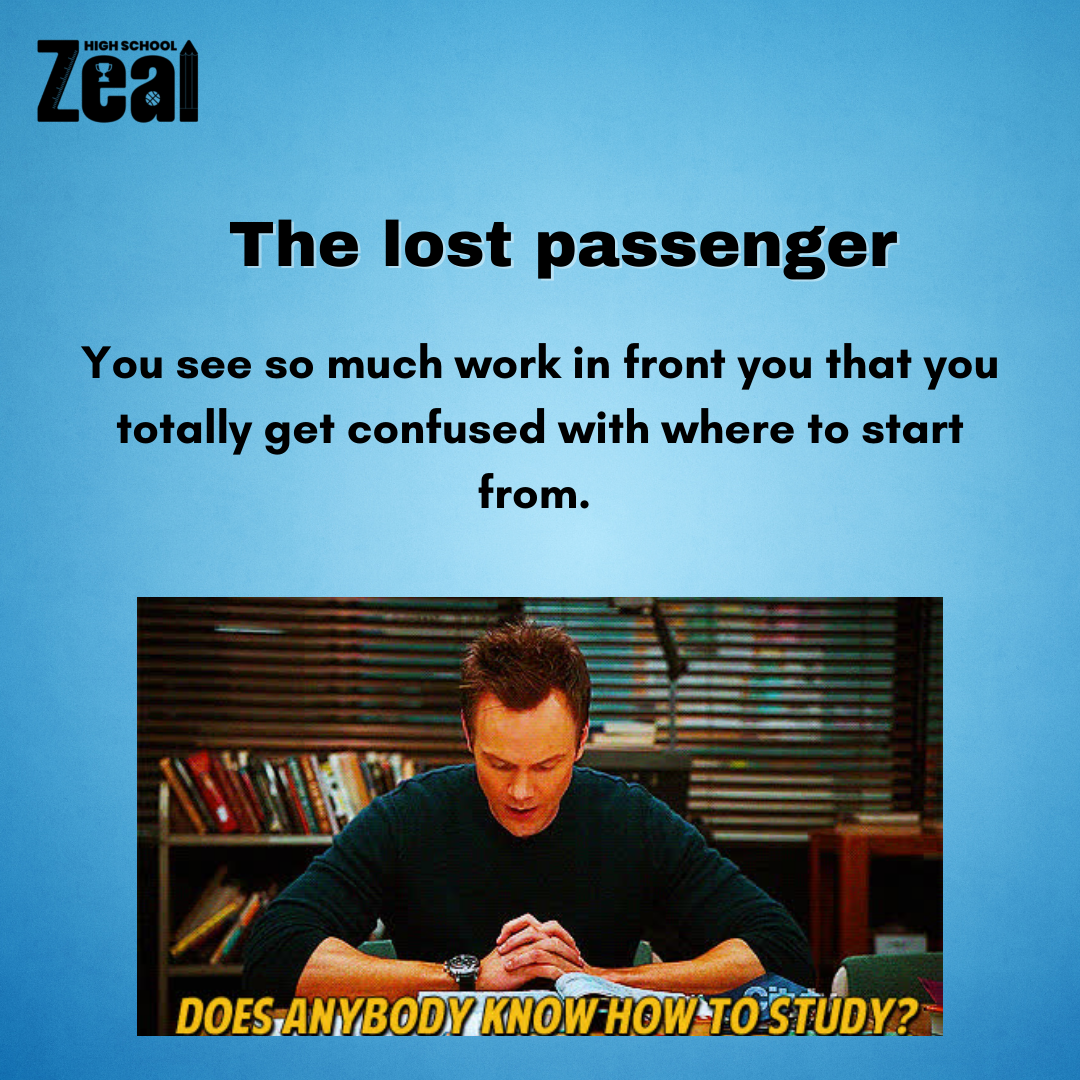 HIGH SCHOOL
Zeal
The lost passenger
You see so much work in front you that you
totally get confused with where to start
from.
DOES ANYBODY KNOW HOW TO STUDY?